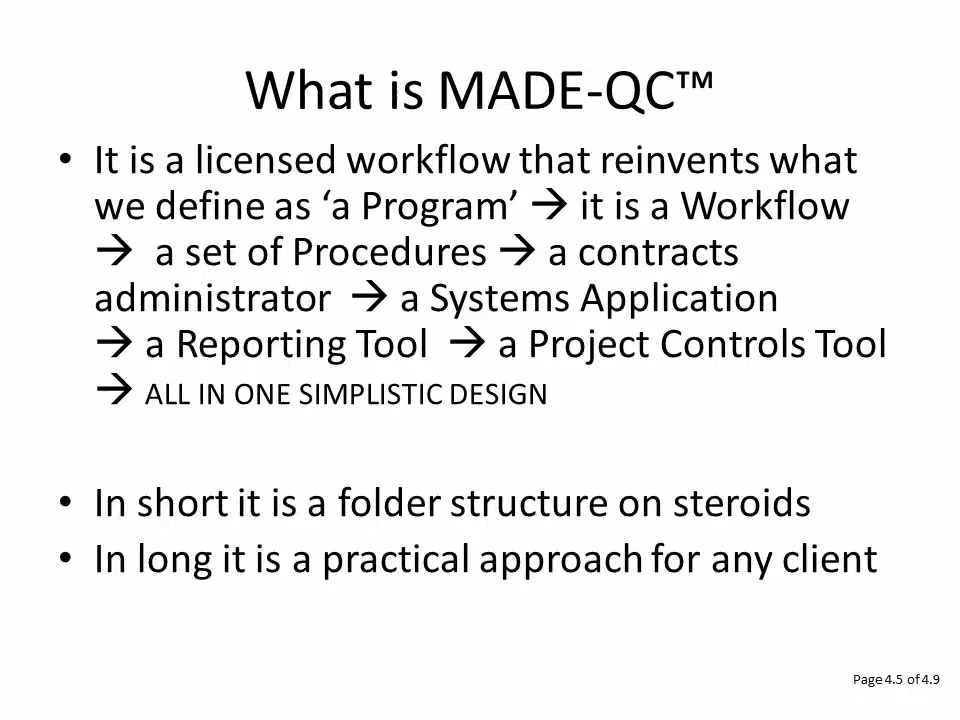 What is MADE-QC™
• It is a licensed workflow that reinvents what
we define as ‘a Program’ → it is a Workflow
→ a set of Procedures → a contracts
administrator → a Systems Application
→ a Reporting Tool → a Project Controls Tool
→ ALL IN ONE SIMPLISTIC DESIGN
• In short it is a folder structure on steroids
• In long it is a practical approach for any client
Page 4.5 of 4.9